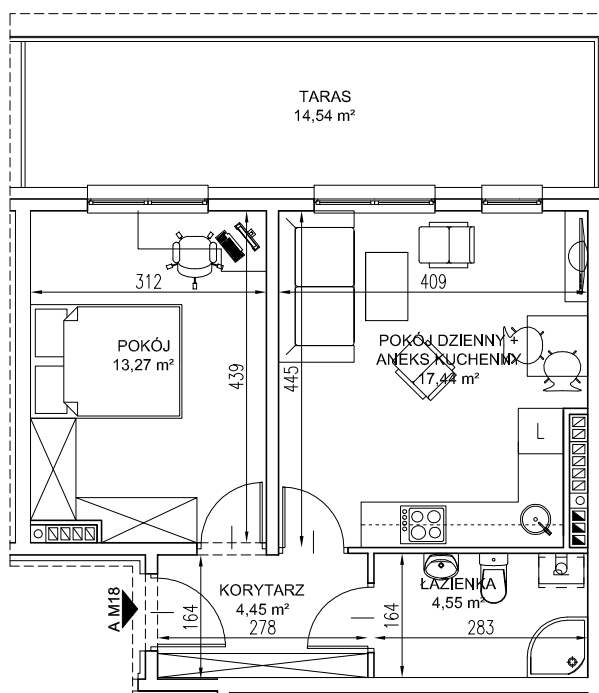 TARAS
14,54 m²
312
409
POKÓJ
13,27 m²
439
445
POKÓJ DZIENNY +
ANEKS KUCHENNY
17,44 m²
L
A M18
164
KORYTARZ
4,45 m²
278
164
ŁAZIENKA
4,55 m²
283